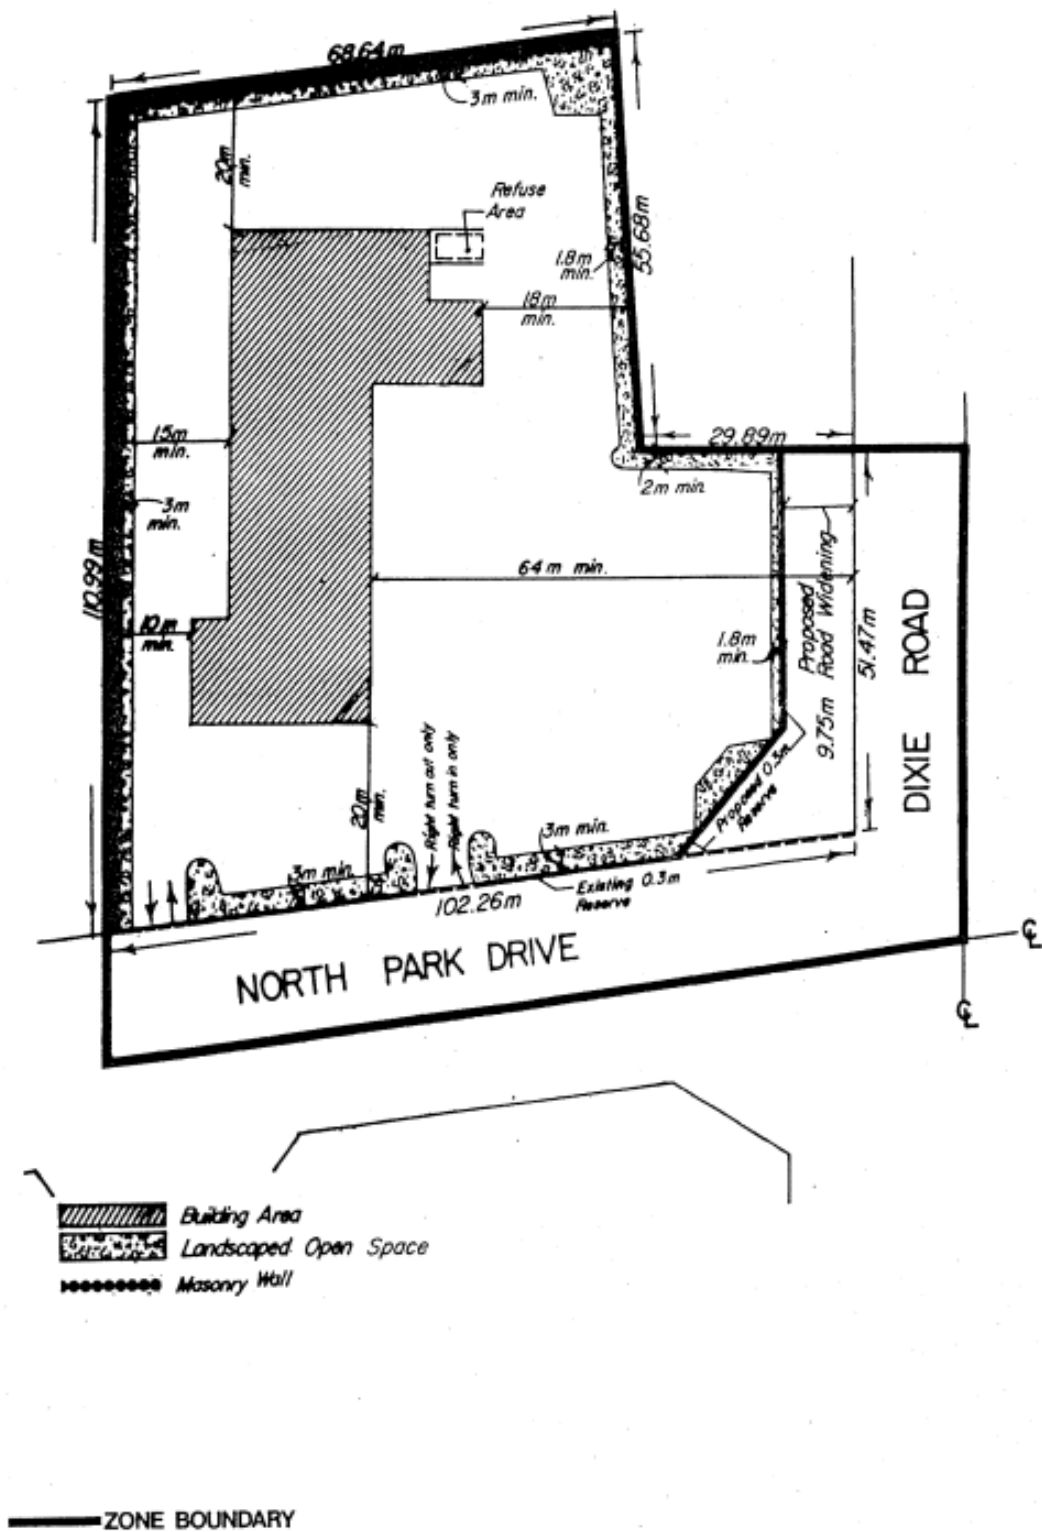 68.64m
3m min.
20m
min.
Refuse
Area
1.8m
min.
55.68m
18m
min.
15m
min.
29.89m
2m min.
3m
min.
110.99m
64 m min.
10m
min.
Proposed
Road Widening
9.75m
51.47m
1.8m
min.
DIXIE ROAD
Right turn out only
Right turn in only
20m
min.
Proposed 0.3m
Reserve
3m min.
3m min.
Existing 0.3m
Reserve
102.26m
NORTH PARK DRIVE
℄
℄
Building Area
Landscaped Open Space
Masonry Wall
ZONE BOUNDARY